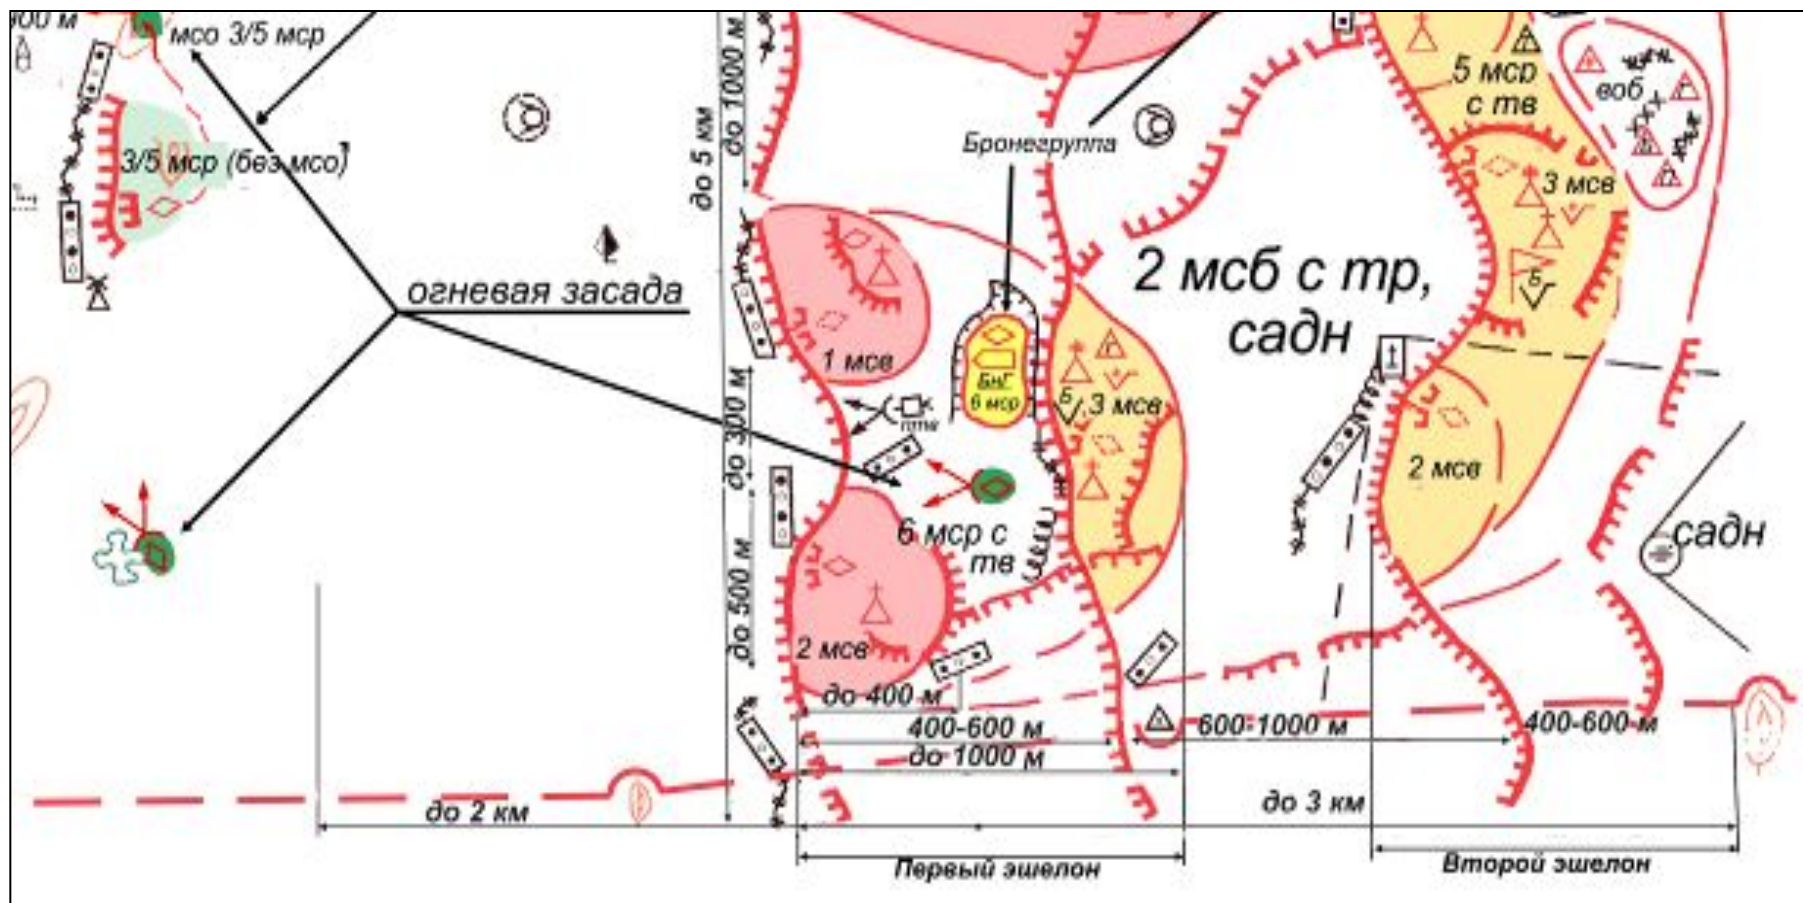 мсо 3/5 мср
3/5 мср (без мсо)
до 5 км
до 1000 м
Бронегруппа
5 мср
с тв
воб
3 мсв
2 мсб с тр,
садн
огневая засада
1 мсв
БнГ
6 мср
Б
3 мсв
Б
птв
до 300 м
2 мсв
6 мср с
тв
садн
до 500 м
2 мсв
до 400 м
400-600 м
600-1000 м
400-600 м
до 1000 м
до 2 км
до 3 км
Первый эшелон
Второй эшелон